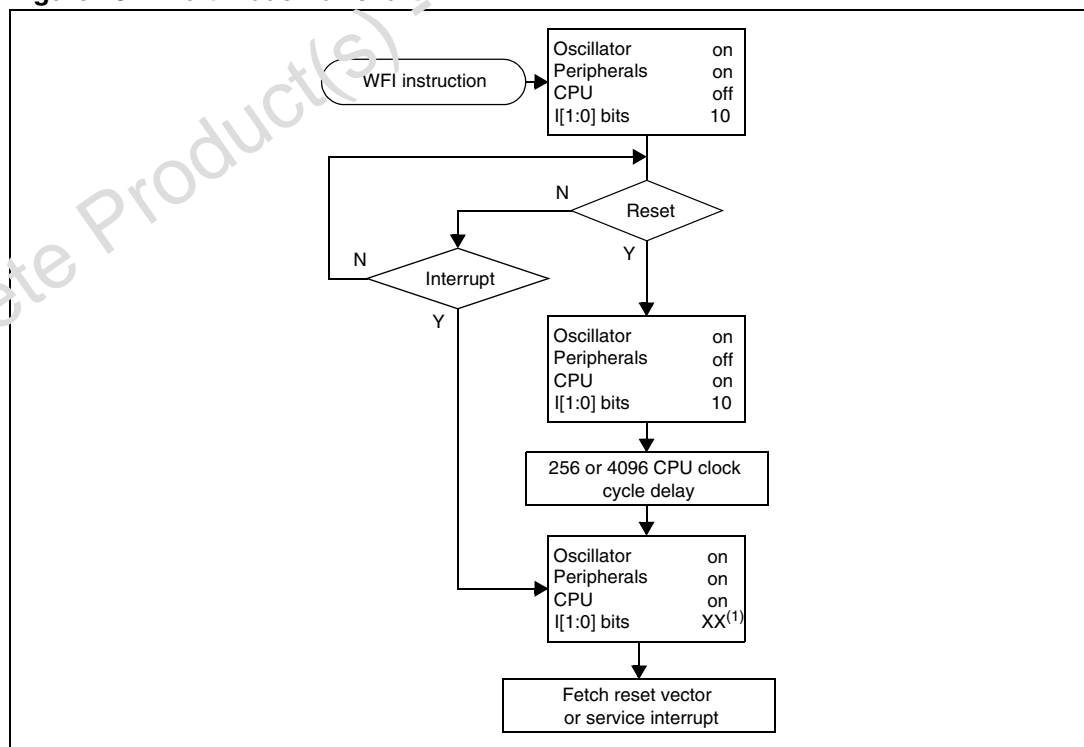 WFI instruction
Oscillator on
Peripherals on
CPU off
I[1:0] bits 10
N
Reset
Y
N
Interrupt
Y
Oscillator on
Peripherals off
CPU on
I[1:0] bits 10
256 or 4096 CPU clock
cycle delay
Oscillator on
Peripherals on
CPU on
I[1:0] bits XX(1)
Fetch reset vector
or service interrupt
Product(s)